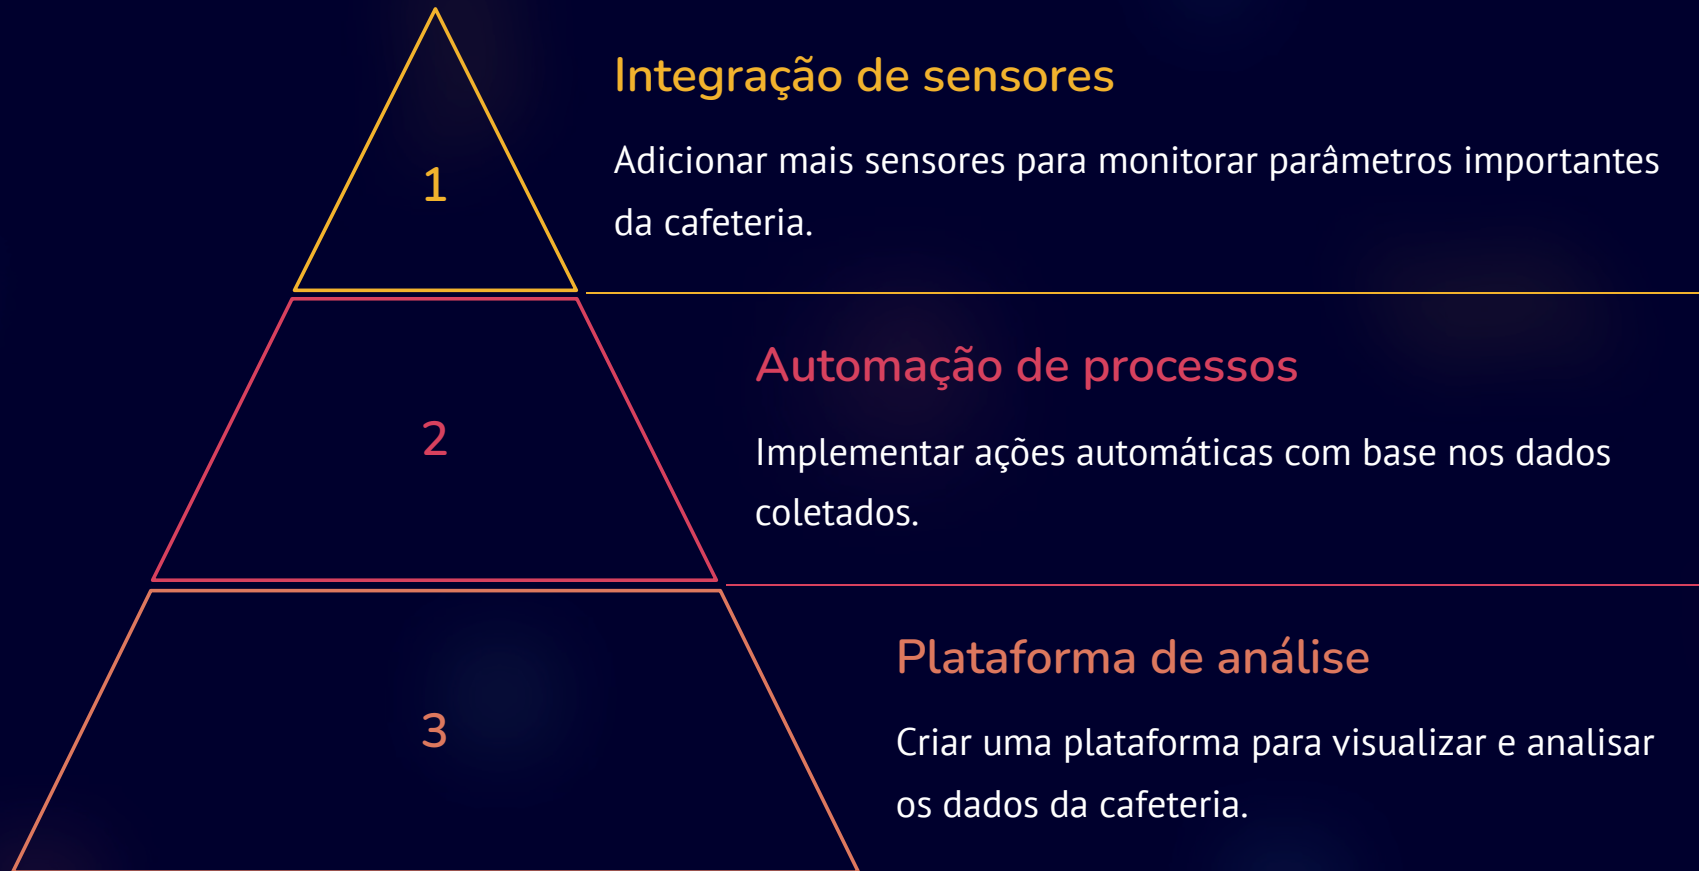 1
Integração de sensores
Adicionar mais sensores para monitorar parâmetros importantes
da cafeteria.
2
Automação de processos
Implementar ações automáticas com base nos dados
coletados.
3
Plataforma de análise
Criar uma plataforma para visualizar e analisar
os dados da cafeteria.